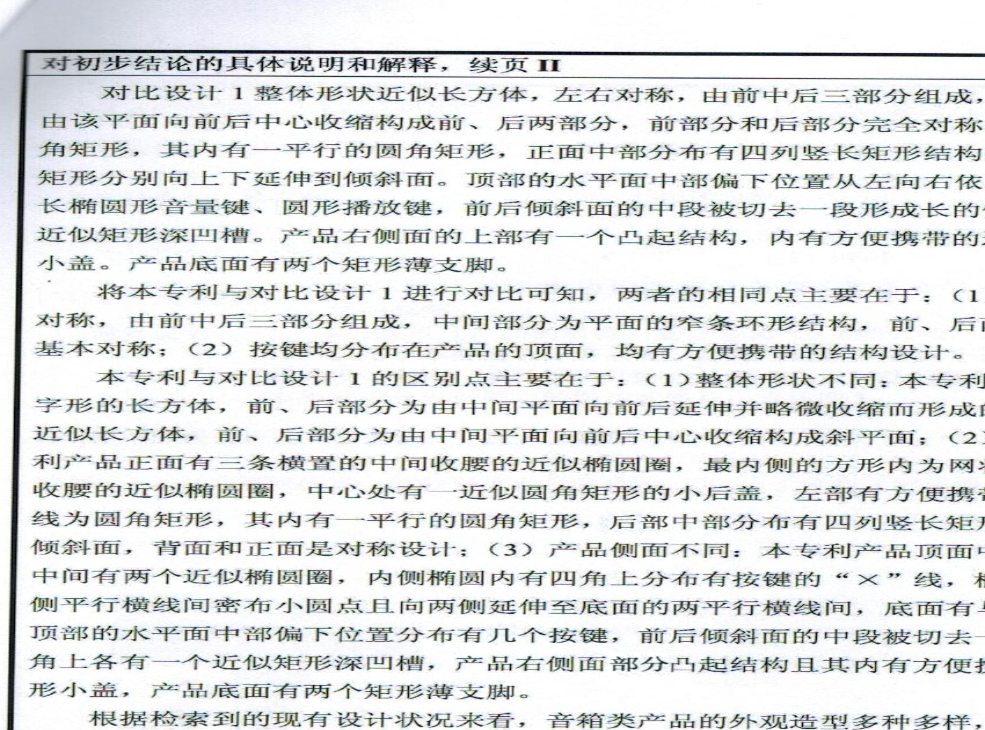 对初步结论的具体说明和解释，续页 II
对比设计 1 整体形状近似长方体，左右对称，由前中后三部分组成，
由该平面向前后中心收缩构成前、后两部分，前部分和后部分完全对称
角矩形，其内有一平行的圆角矩形，正面中部分布有四列竖长矩形结构
矩形分别向上下延伸到倾斜面。顶部的水平面中部偏下位置从左向右依
长椭圆形音量键、圆形播放键，前后倾斜面的中段被切去一段形成长的
近似矩形深凹槽。产品右侧面的上部有一个凸起结构，内有方便携带的
小盖。产品底面有两个矩形薄支脚。
将本专利与对比设计 1 进行对比可知，两者的相同点主要在于：（1
对称，由前中后三部分组成，中间部分为平面的窄条环形结构，前、后
基本对称；（2）按键均分布在产品的顶面，均有方便携带的结构设计。
本专利与对比设计 1 的区别点主要在于：（1）整体形状不同：本专利
字形的长方体，前、后部分为由中间平面向前后延伸并略微收缩而形成
近似长方体，前、后部分为由中间平面向前后中心收缩构成斜平面；（2
利产品正面有三条横置的中间收腰的近似椭圆圈，最内侧的方形内为网
收腰的近似椭圆圈，中心处有一近似圆角矩形的小后盖，左部有方便携
线为圆角矩形，其内有一平行的圆角矩形，后部中部分布有四列竖长矩
倾斜面，背面和正面是对称设计；（3）产品侧面不同：本专利产品顶面
中间有两个近似椭圆圈，内侧椭圆内有四角上分布有按键的“×”线，
侧平行横线间密布小圆点且向两侧延伸至底面的两平行横线间，底面有
顶部的水平面中部偏下位置分布有几个按键，前后倾斜面的中段被切去
角上各有一个近似矩形深凹槽，产品右侧面部分凸起结构且其内有方便
形小盖，产品底面有两个矩形薄支脚。
根据检索到的现有设计状况来看，音箱类产品的外观造型多种多样，